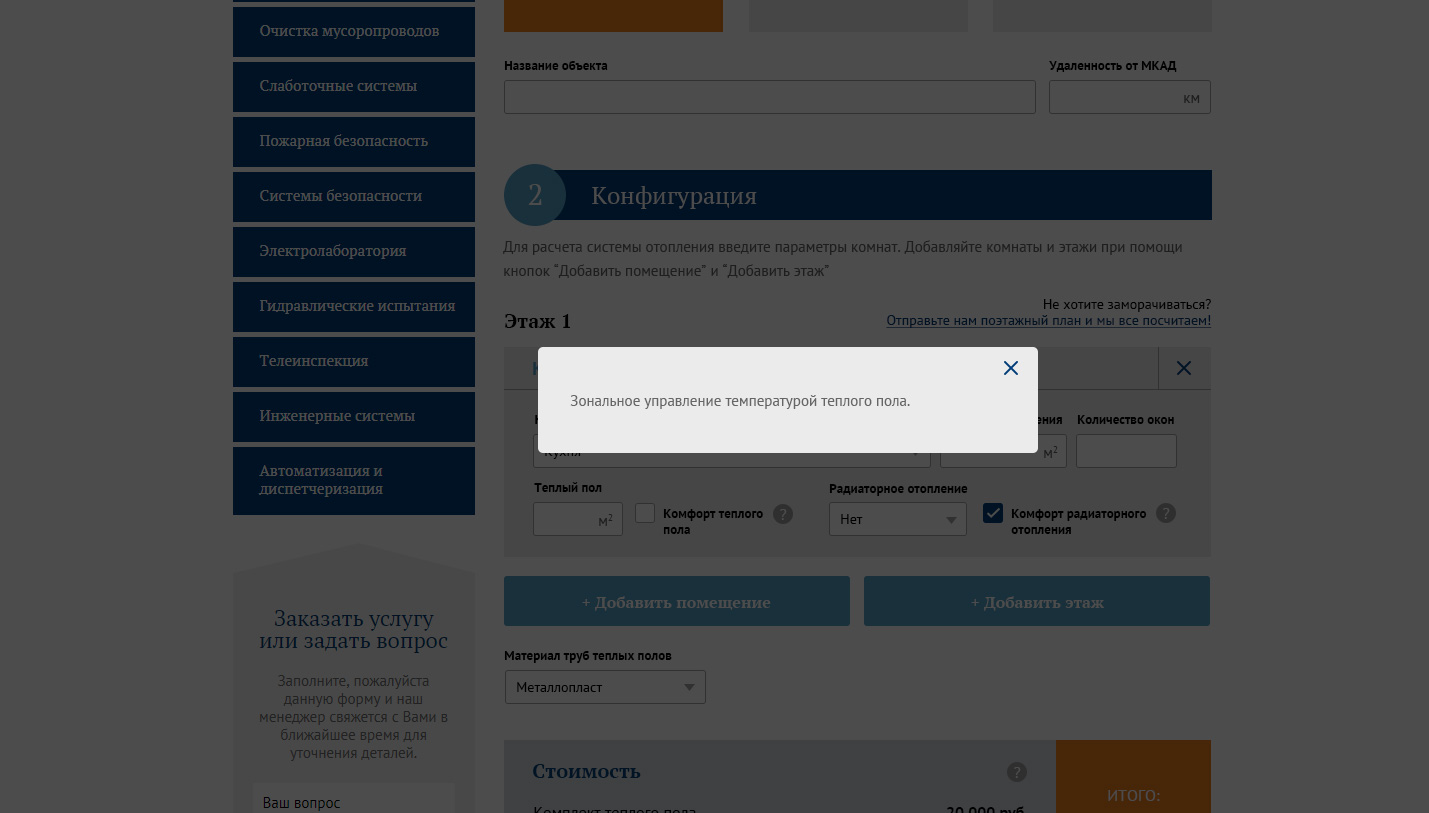 Очистка мусоропроводов
Слаботочные системы
Пожарная безопасность
Системы безопасности
Электролаборатория
Гидравлические испытания
Телеинспекция
Инженерные системы
Автоматизация и
диспетчеризация
Заказать услугу
или задать вопрос
Заполните, пожалуйста
данную форму и наш
менеджер свяжется с Вами в
ближайшее время для
уточнения деталей.
Ваш вопрос
Название объекта
Удаленность от МКАД
км
2
Конфигурация
Для расчета системы отопления введите параметры комнат. Добавляйте комнаты и этажи при помощи
кнопок "Добавить помещение" и "Добавить этаж"
Не хотите заморачиваться?
Этаж 1
Отправьте нам поэтажный план и мы все посчитаем!
Зональное управление температурой теплого пола.
Количество окон
Кухня
м²
Теплый пол
Радиаторное отопление
м²
Комфорт теплого
пола
?
Нет
Комфорт радиаторного
отопления
?
+ Добавить помещение
+ Добавить этаж
Материал труб теплых полов
Металлопласт
Стоимость
?
ИТОГО:
Комплект теплого пола
20 000 руб.